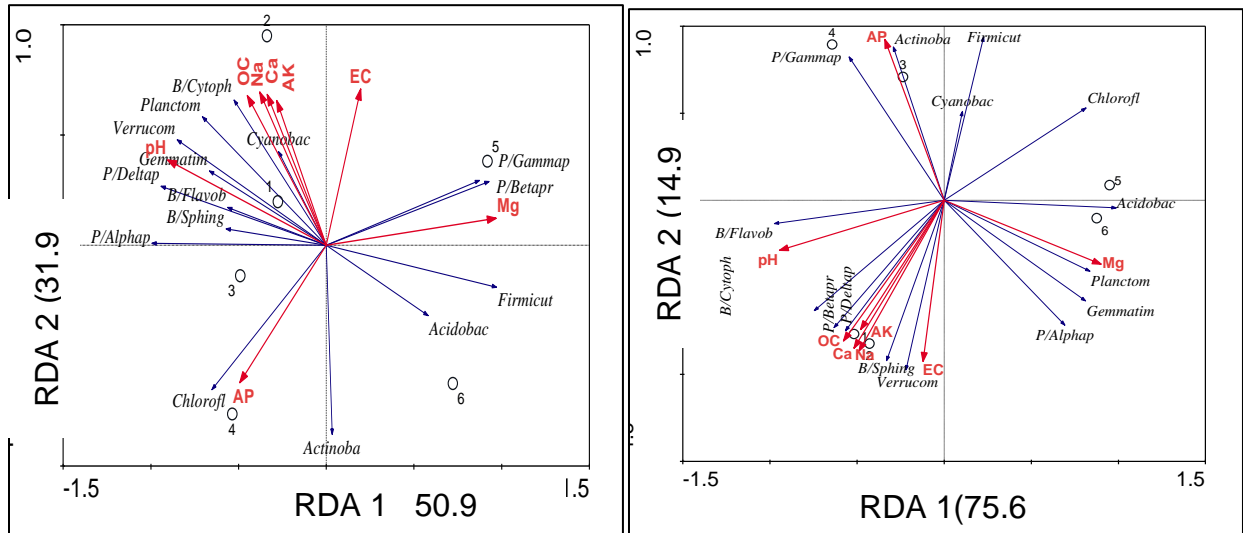 1.0
2
OC
Na
Ca
AK
EC
B/Cytoph
Planctom
Verrucom
Cyanobac
pH
Gemmatim
5
P/Gammap
P/Deltap
P/Betapr
B/Flavob
1
Mg
B/Sphing
P/Alphap
3
Firmicut
Acidobac
AP
Chlorofl
4
6
Actinoba
RDA 2 (31.9
-1.5
RDA 1 50.9
1.5
1.0
4
AP
Actinoba
Firmicut
P/Gammap
3
Cyanobac
Chlorofl
5
Acidobac
6
B/Flavob
pH
Mg
Planctom
B/Cytoph
P/Betapr
P/Deltap
Gemmatim
P/Alphap
1
AK
OC
2
Ca
Na
B/Sphing
EC
Verrucom
RDA 2 (14.9
-1.5
RDA 1(75.6
1.5